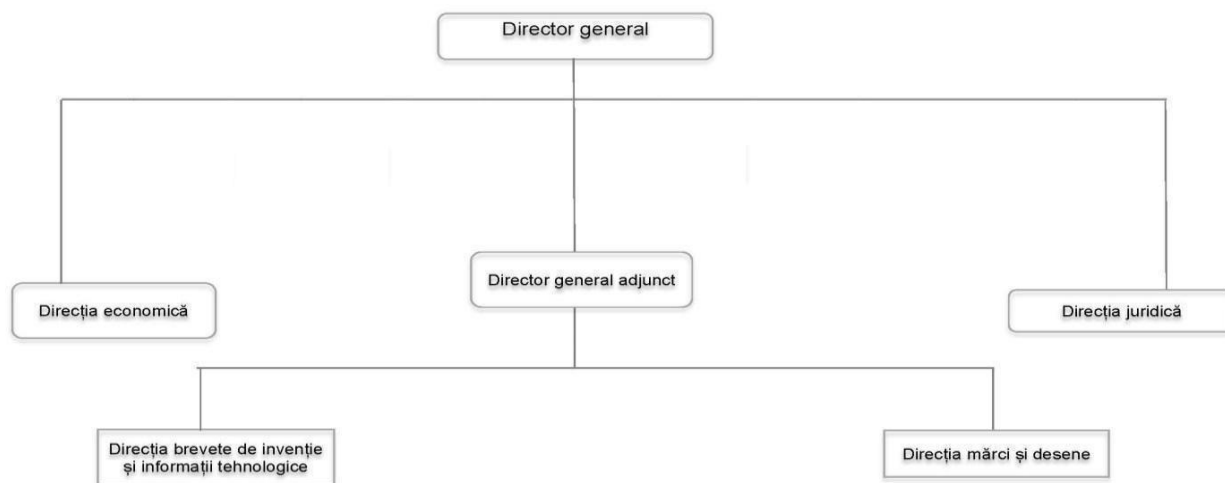 Director general
Director general adjunct
Direcția economică
Direcția juridică
Direcția brevete de invenție
și informații tehnologice
Direcția mărci și desene